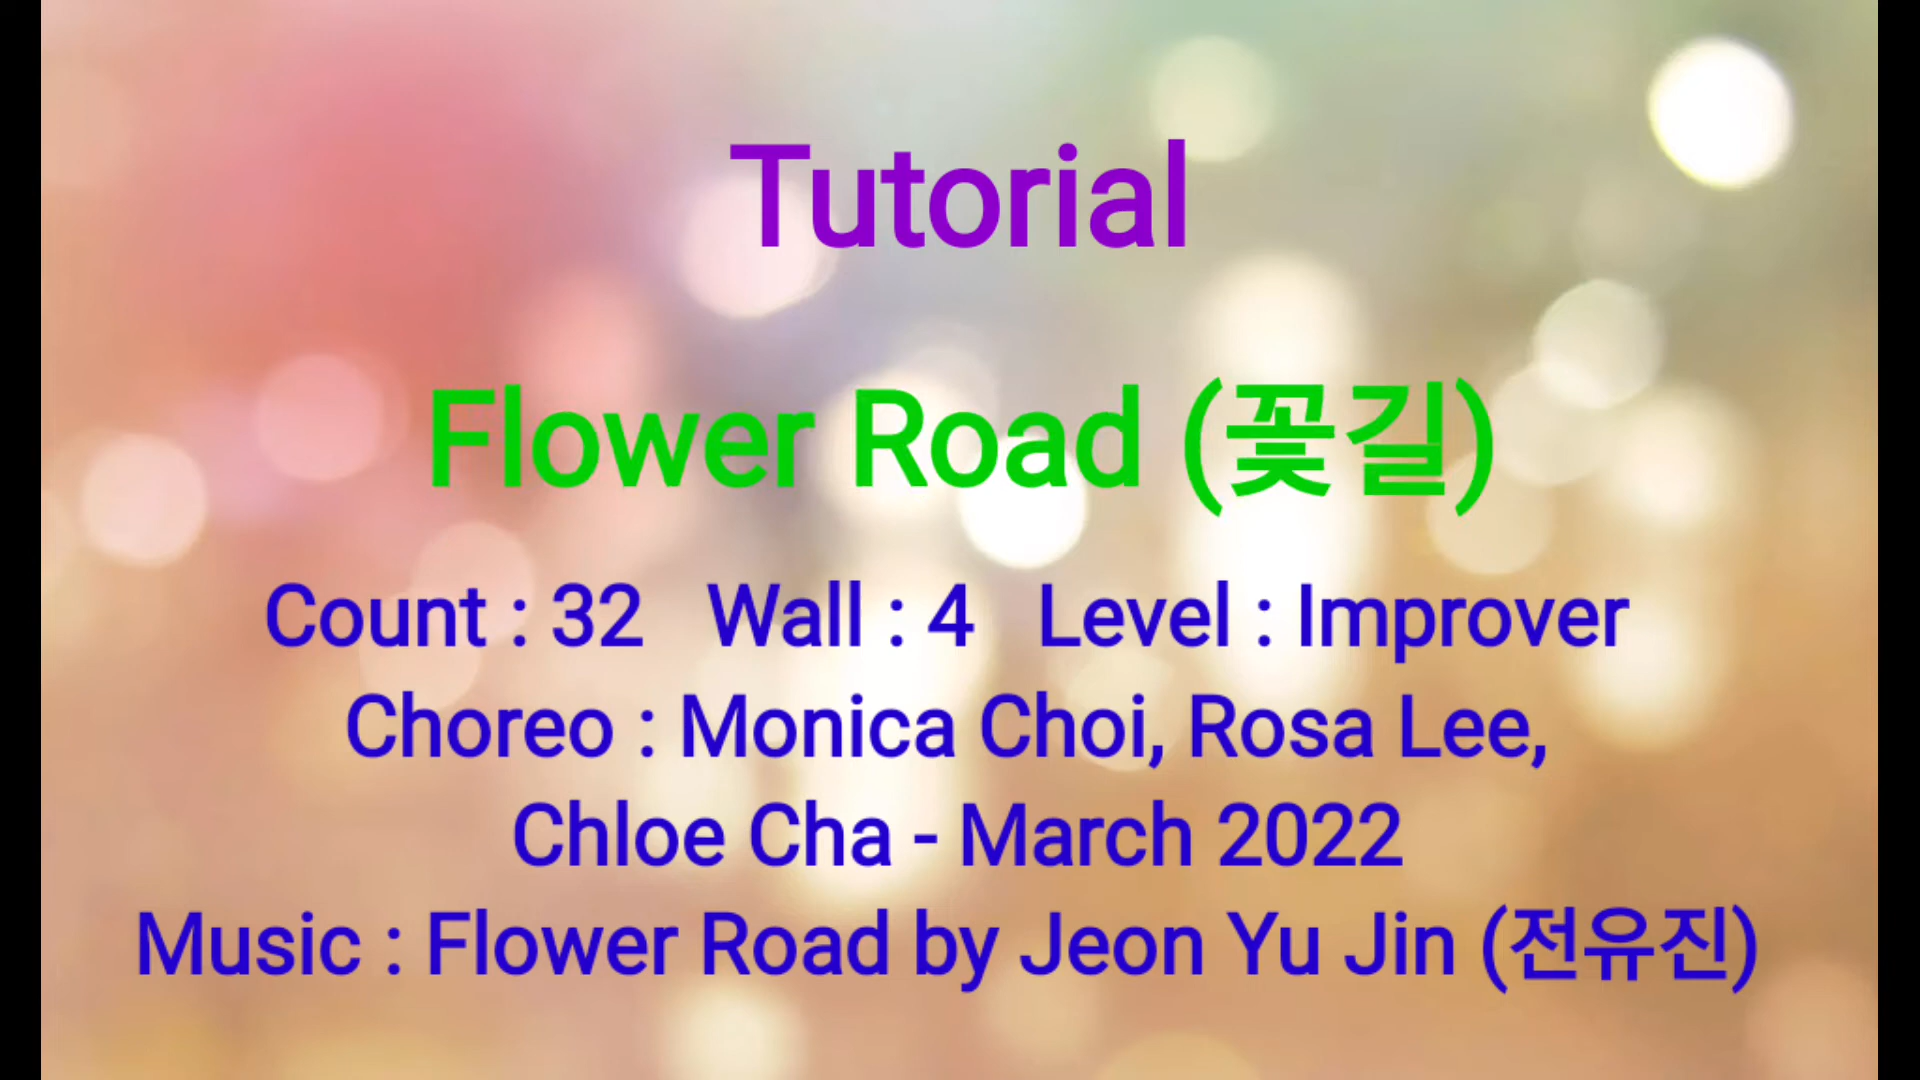 Tutorial
Flower Road (꽃길)
Count : 32 Wall : 4 Level : Improver
Choreo : Monica Choi, Rosa Lee,
Chloe Cha - March 2022
Music : Flower Road by Jeon Yu Jin (전유진)